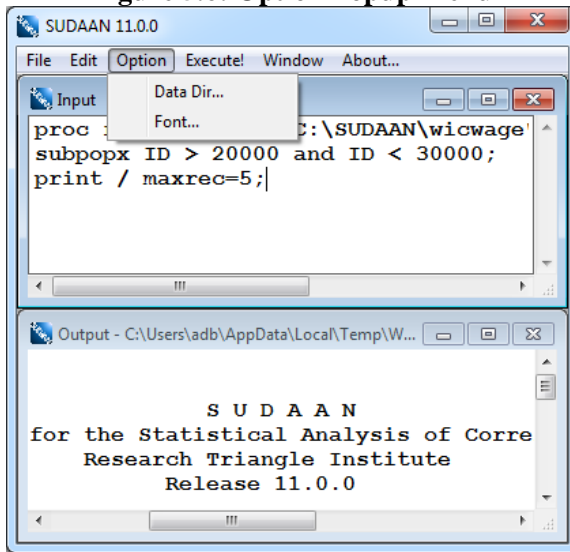 SUDAAN 11.0.0
File Edit Option Execute! Window About...
Data Dir...
Font...
Input
proc C:\SUDAAN\wicwage'
subpopx ID > 20000 and ID < 30000;
print / maxrec=5;
Output - C:\Users\adb\AppData\Local\Temp\W...
S U D A A N
for the Statistical Analysis of Corre
Research Triangle Institute
Release 11.0.0